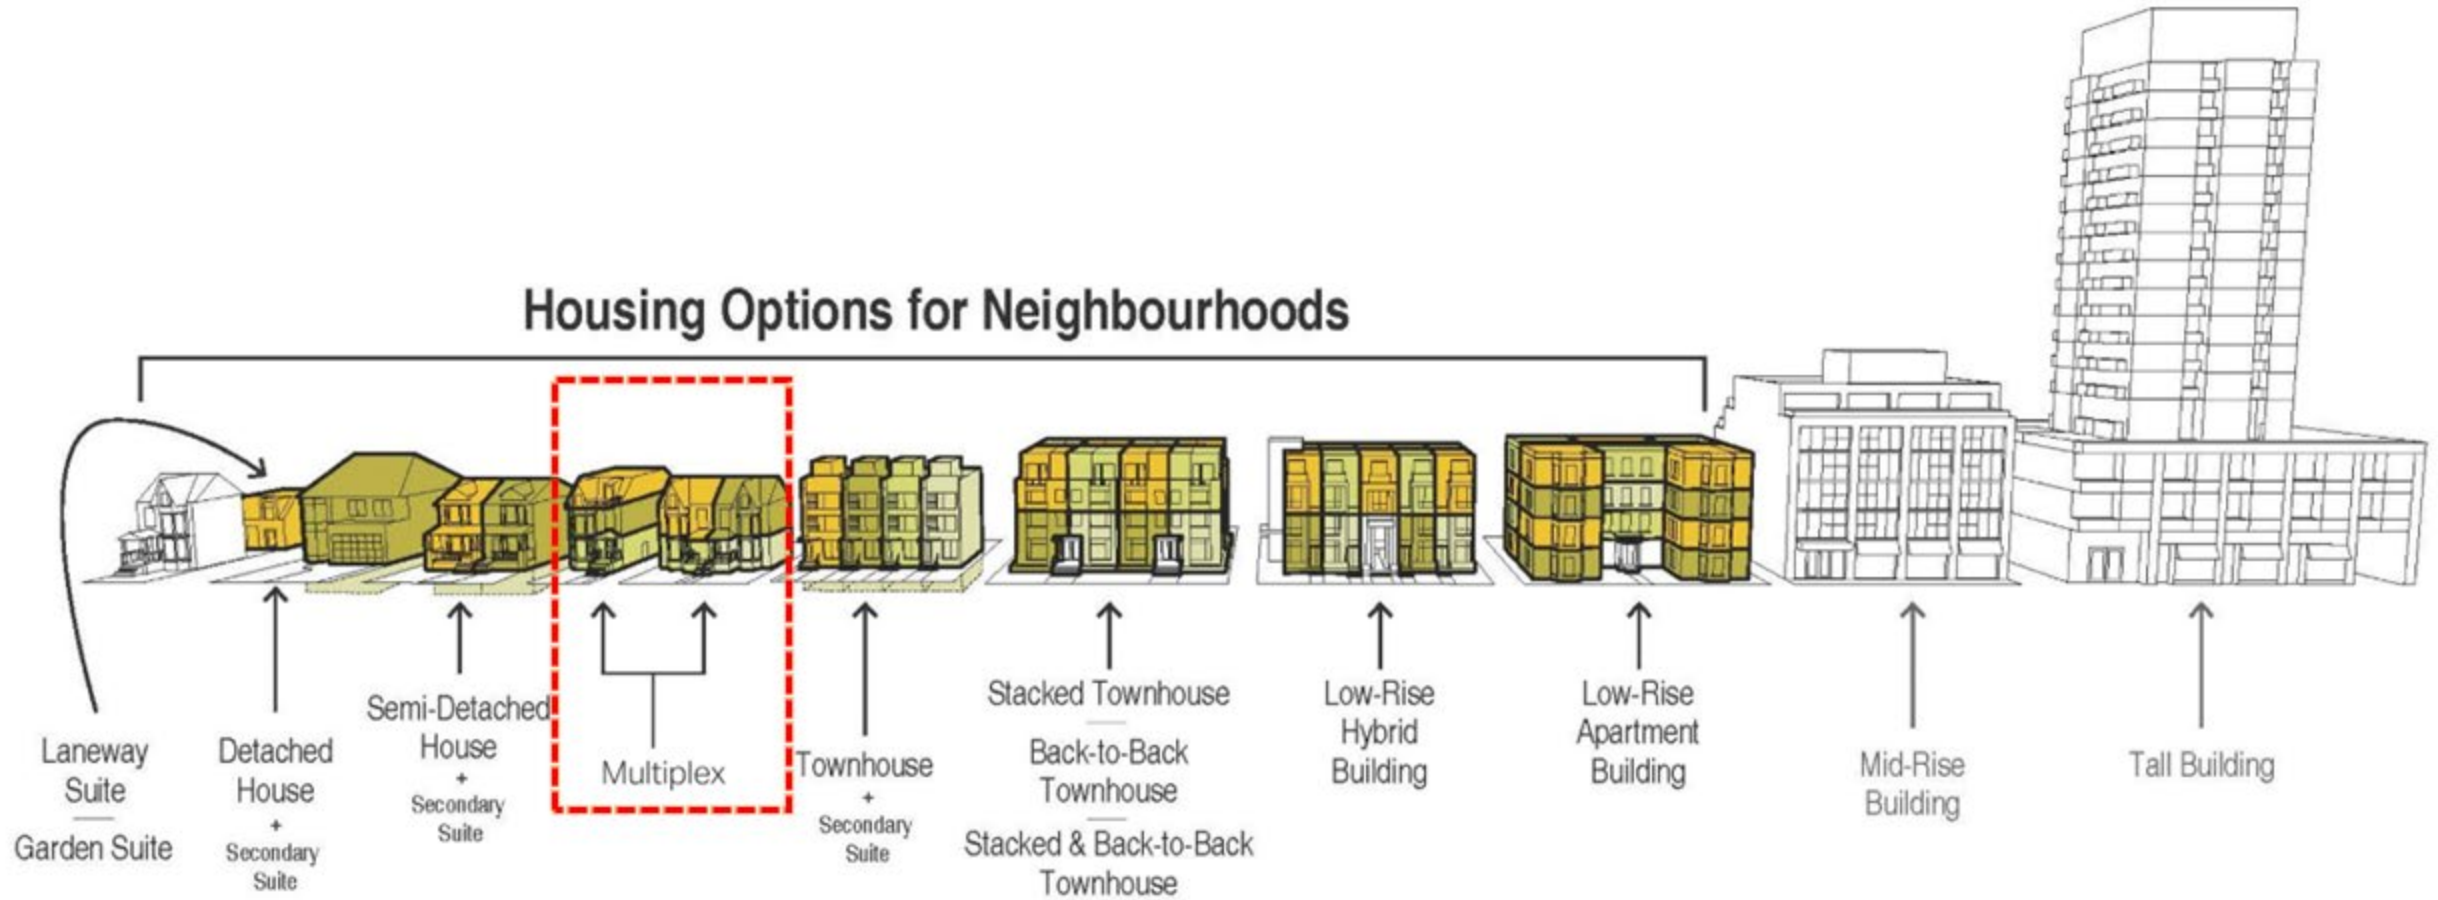 Housing Options for Neighbourhoods
Laneway
Suite
Garden Suite
Detached
House
+
Secondary
Suite
Semi-Detached
House
+
Secondary
Suite
Multiplex
Townhouse
+
Secondary
Suite
Stacked Townhouse
Back-to-Back
Townhouse
Stacked & Back-to-Back
Townhouse
Low-Rise
Hybrid
Building
Low-Rise
Apartment
Building
Mid-Rise
Building
Tall Building